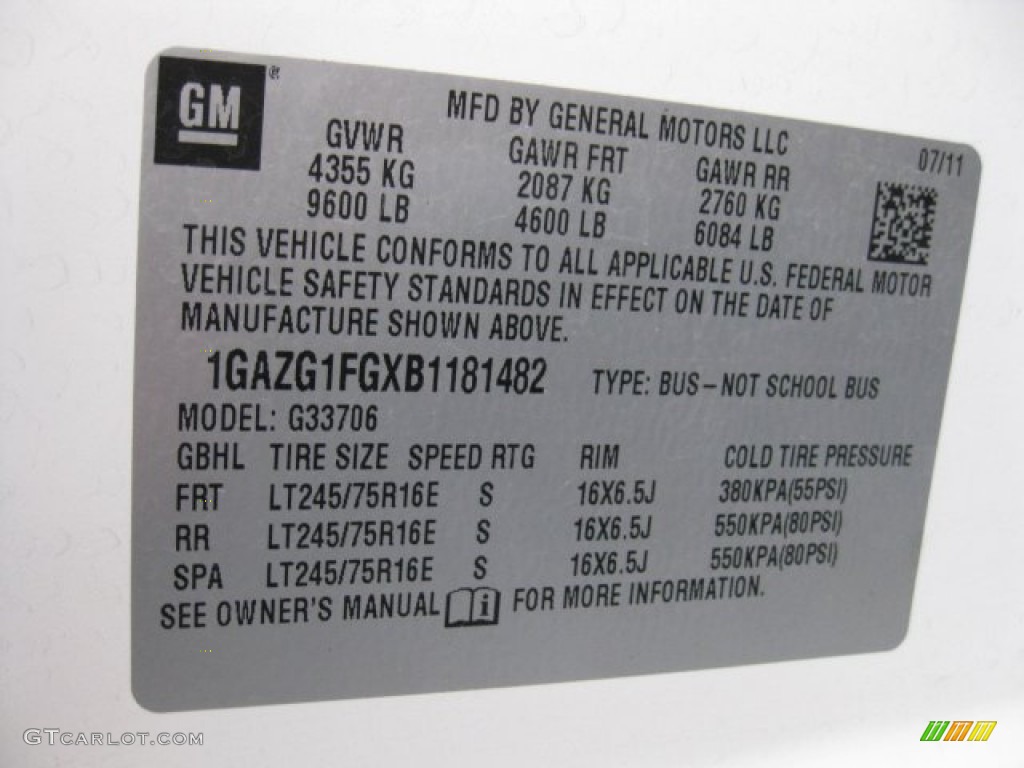 GM
MFD BY GENERAL MOTORS LLC
07/11
GVWR GAWR FRT GAWR RR
4355 KG 2087 KG 2760 KG
9600 LB 4600 LB 6084 LB
THIS VEHICLE CONFORMS TO ALL APPLICABLE U.S. FEDERAL MOTOR
VEHICLE SAFETY STANDARDS IN EFFECT ON THE DATE OF
MANUFACTURE SHOWN ABOVE.
1GAZG1FGXB1181482 TYPE: BUS–NOT SCHOOL BUS
MODEL: G33706
GBHL TIRE SIZE SPEED RTG RIM COLD TIRE PRESSURE
FRT LT245/75R16E S 16X6.5J 380KPA(55PSI)
RR LT245/75R16E S 16X6.5J 550KPA(80PSI)
SPA LT245/75R16E S 16X6.5J 550KPA(80PSI)
SEE OWNER'S MANUAL i FOR MORE INFORMATION.
GTCARLOT.COM